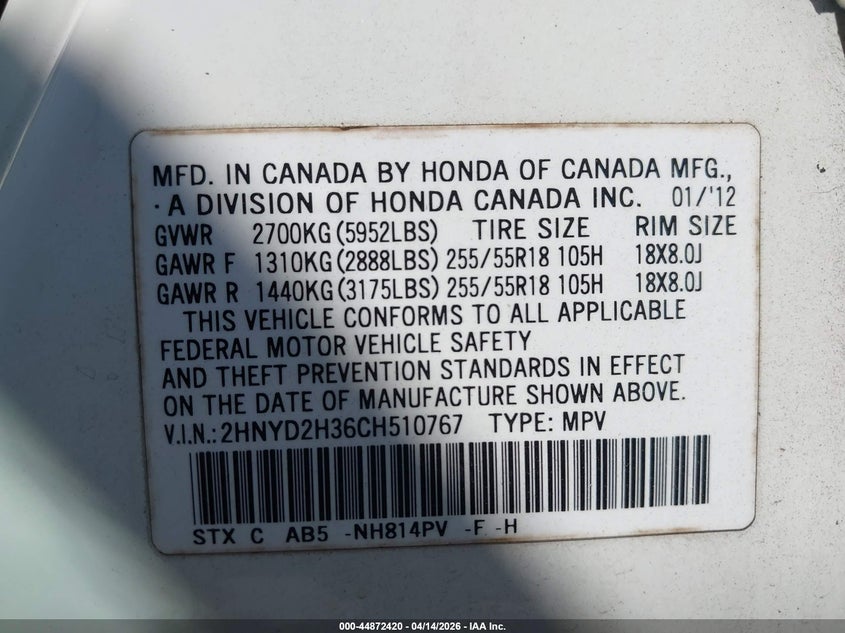 MFD. IN CANADA BY HONDA OF CANADA MFG.,
· A DIVISION OF HONDA CANADA INC. 01/'12
GVWR 2700KG (5952LBS) TIRE SIZE RIM SIZE
GAWR F 1310KG (2888LBS) 255/55R18 105H 18X8.0J
GAWR R 1440KG (3175LBS) 255/55R18 105H 18X8.0J
THIS VEHICLE CONFORMS TO ALL APPLICABLE
FEDERAL MOTOR VEHICLE SAFETY
AND THEFT PREVENTION STANDARDS IN EFFECT
ON THE DATE OF MANUFACTURE SHOWN ABOVE.
V.I.N.: 2HNYD2H36CH510767 TYPE: MPV
STX C AB5 -NH814PV -F -H
000-44872420 | 04/14/2026 - IAA Inc.